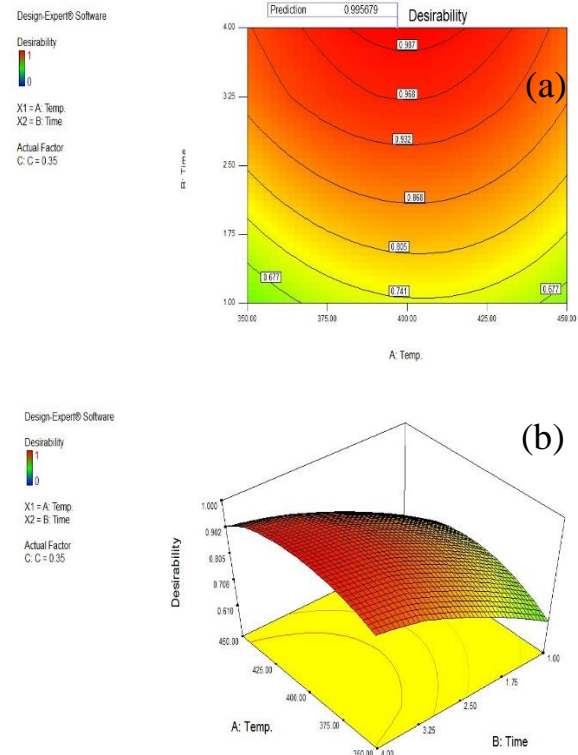 Design-Expert® Software
Desirability
1
0
X1 = A: Temp.
X2 = B: Time
Actual Factor
C: C = 0.35
Prediction 0.995679
Desirability
(a)
4.00
3.25
2.50
1.75
1.00
B: Time
0.987
0.968
0.932
0.868
0.805
0.741
0.677
0.677
350.00 375.00 400.00 425.00 450.00
A: Temp.
Design-Expert® Software
Desirability
1
0
X1 = A: Temp.
X2 = B: Time
Actual Factor
C: C = 0.35
(b)
1.000
0.902
0.805
0.708
0.610
Desirability
450.00
425.00
400.00
375.00
350.00
A: Temp.
4.00
3.25
2.50
1.75
1.00
B: Time